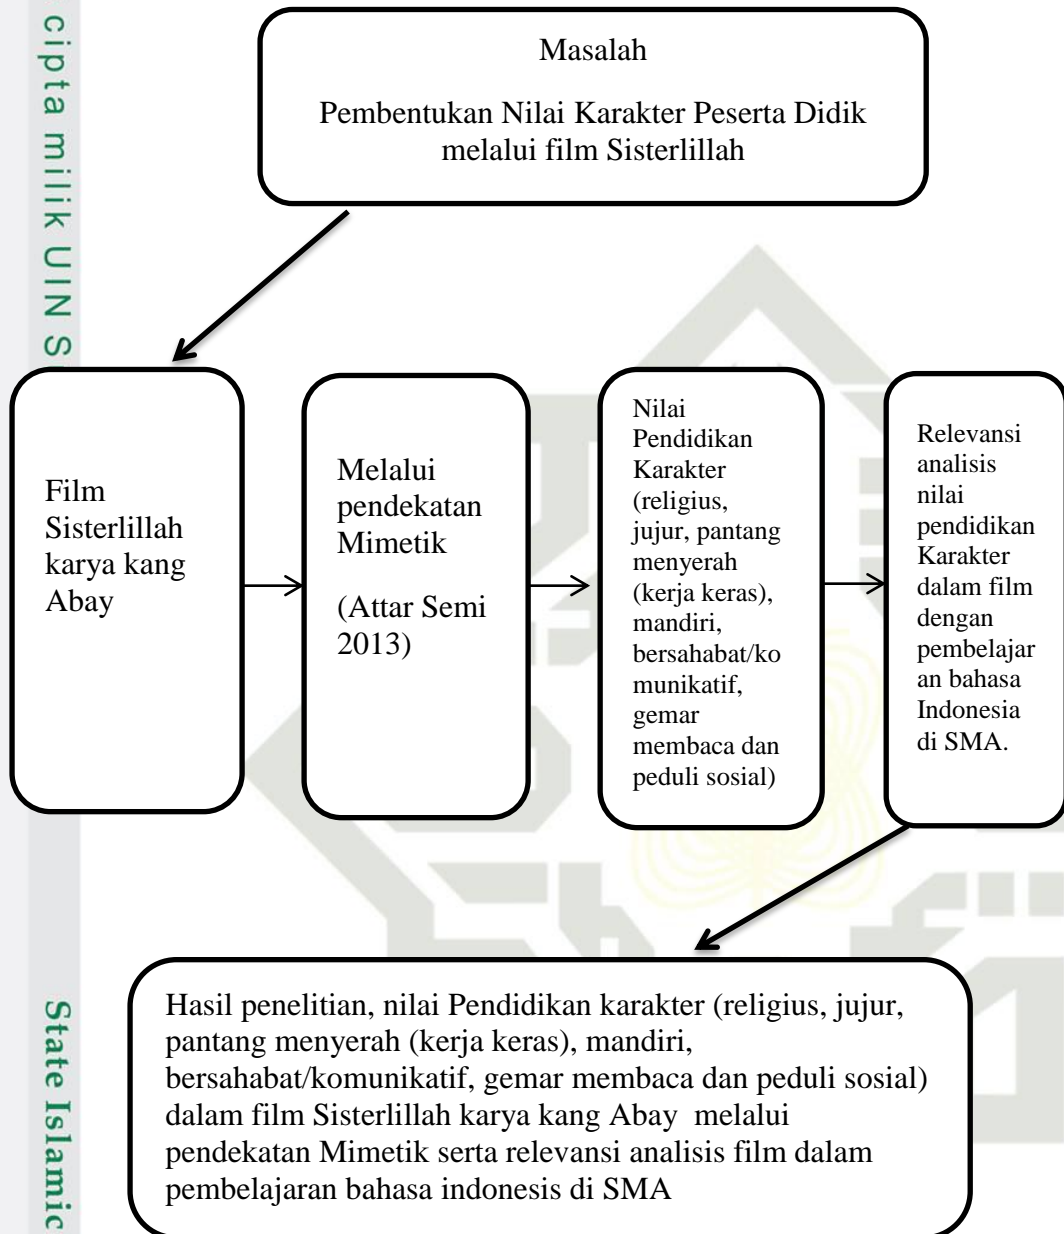 Masalah
Pembentukan Nilai Karakter Peserta Didik
melalui film Sisterlillah
Film
Sisterlillah
karya kang
Abay
Melalui
pendekatan
Mimetik
(Attar Semi
2013)
Nilai
Pendidikan
Karakter
(religius,
jujur, pantang
menyerah
(kerja keras),
mandiri,
bersahabat/ko
munikatif,
gemar
membaca dan
peduli sosial)
Relevansi
analisis
nilai
pendidikan
Karakter
dalam film
dengan
pembelajar
an bahasa
Indonesia
di SMA.
Hasil penelitian, nilai Pendidikan karakter (religius, jujur,
pantang menyerah (kerja keras), mandiri,
bersahabat/komunikatif, gemar membaca dan peduli sosial)
dalam film Sisterlillah karya kang Abay melalui
pendekatan Mimetik serta relevansi analisis film dalam
pembelajaran bahasa indonesis di SMA
cipta milik UIN
State Islamic